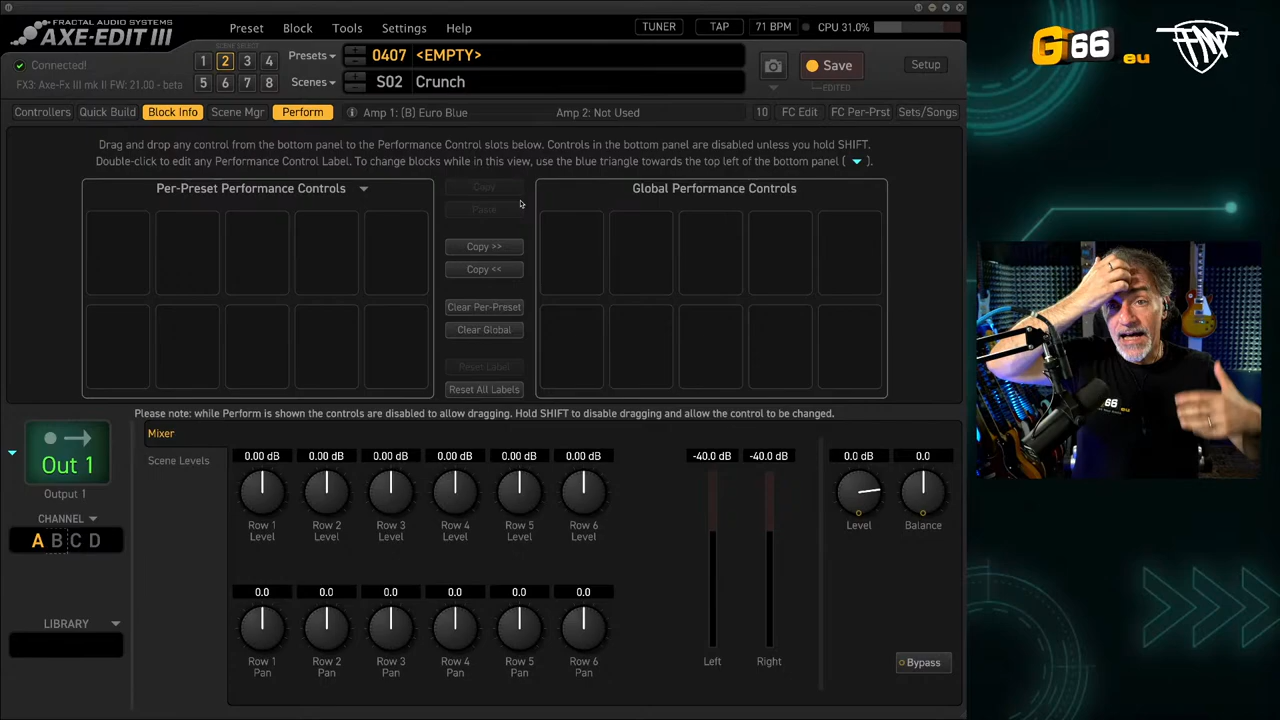 FRACTAL AUDIO SYSTEMS
AXE-EDIT III
Preset
Block
Tools
Settings
Help
TUNER
TAP
71 BPM
CPU 31.0%
G66
eu
Connected!
FX3: Axe-Fx III mk II FW: 21.00 - beta
SCENE SELECT
1 2 3 4
5 6 7 8
Presets
0407 <EMPTY>
Scenes
S02 Crunch
Save
EDITED
Setup
Controllers
Quick Build
Block Info
Scene Mgr
Perform
Amp 1: (B) Euro Blue
Amp 2: Not Used
10
FC Edit
FC Per-Prst
Sets/Songs
Drag and drop any control from the bottom panel to the Performance Control slots below. Controls in the bottom panel are disabled unless you hold SHIFT.
Double-click to edit any Performance Control Label. To change blocks while in this view, use the blue triangle towards the top left of the bottom panel ( ).
Per-Preset Performance Controls
Copy
Paste
Copy >>
Copy <<
Clear Per-Preset
Clear Global
Reset Label
Reset All Labels
Global Performance Controls
Please note: while Perform is shown the controls are disabled to allow dragging. Hold SHIFT to disable dragging and allow the control to be changed.
Out 1
Output 1
CHANNEL
A B C D
LIBRARY
Mixer
Scene Levels
0.00 dB 0.00 dB 0.00 dB 0.00 dB 0.00 dB 0.00 dB
Row 1 Row 2 Row 3 Row 4 Row 5 Row 6
Level Level Level Level Level Level
0.0 0.0 0.0 0.0 0.0 0.0
Row 1 Row 2 Row 3 Row 4 Row 5 Row 6
Pan Pan Pan Pan Pan Pan
-40.0 dB -40.0 dB
Left Right
0.0 dB 0.0
Level Balance
Bypass